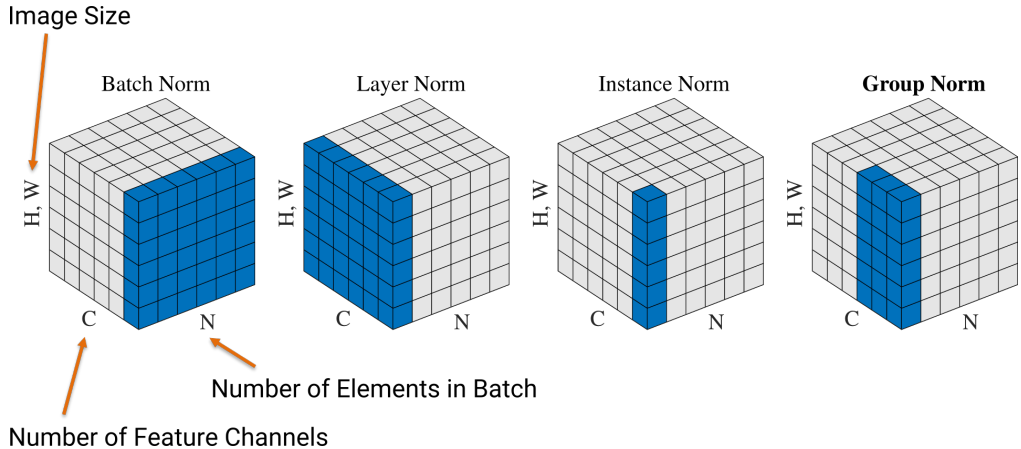 Image Size
Batch Norm
Layer Norm
Instance Norm
Group Norm
H, W
H, W
H, W
H, W
C
N
C
N
C
N
C
N
Number of Elements in Batch
Number of Feature Channels